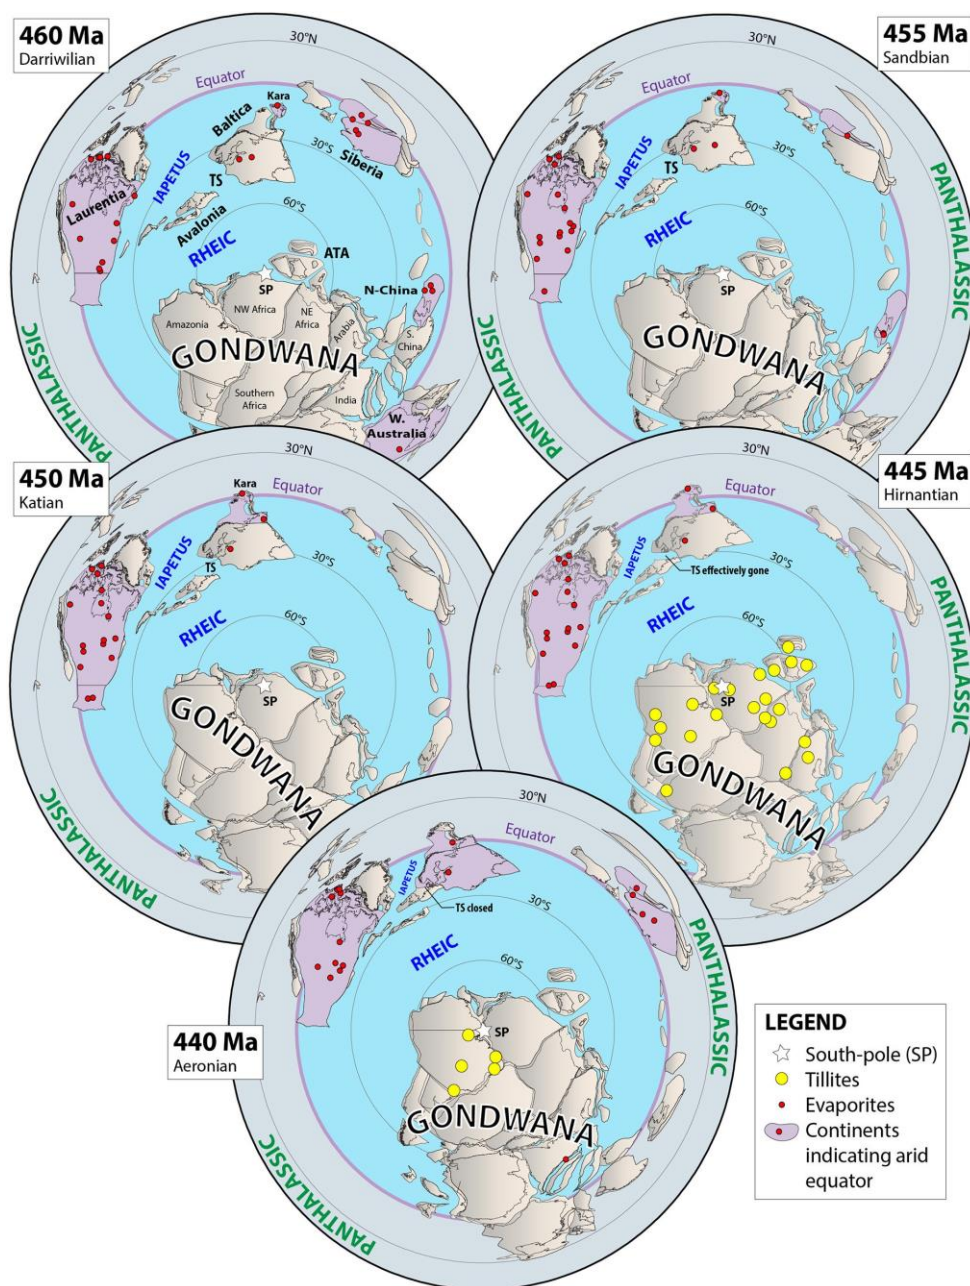 460 Ma
Darriwilian
30°N
Equator
Kara
Baltica
30°S
Siberia
IAPETUS
TS
Laurentia
Avalonia
60°S
RHEIC
ATA
SP
N-China
Amazonia
NW Africa
NE
Africa
Arabia
S.
China
GONDWANA
Southern
Africa
India
W.
Australia
PANTHALASSIC
455 Ma
Sandbian
30°N
Equator
30°S
IAPETUS
TS
60°S
RHEIC
SP
GONDWANA
PANTHALASSIC
PANTHALASSIC
450 Ma
Katian
30°N
Kara
Equator
IAPETUS
TS
30°S
RHEIC
60°S
SP
GONDWANA
PANTHALASSIC
445 Ma
Hirnantian
30°N
Equator
IAPETUS
30°S
TS effectively gone
RHEIC
60°S
SP
GONDWANA
PANTHALASSIC
440 Ma
Aeronian
30°N
Equator
IAPETUS
TS closed
30°S
RHEIC
60°S
SP
GONDWANA
PANTHALASSIC
PANTHALASSIC
LEGEND
South-pole (SP)
Tillites
Evaporites
Continents
indicating arid
equator